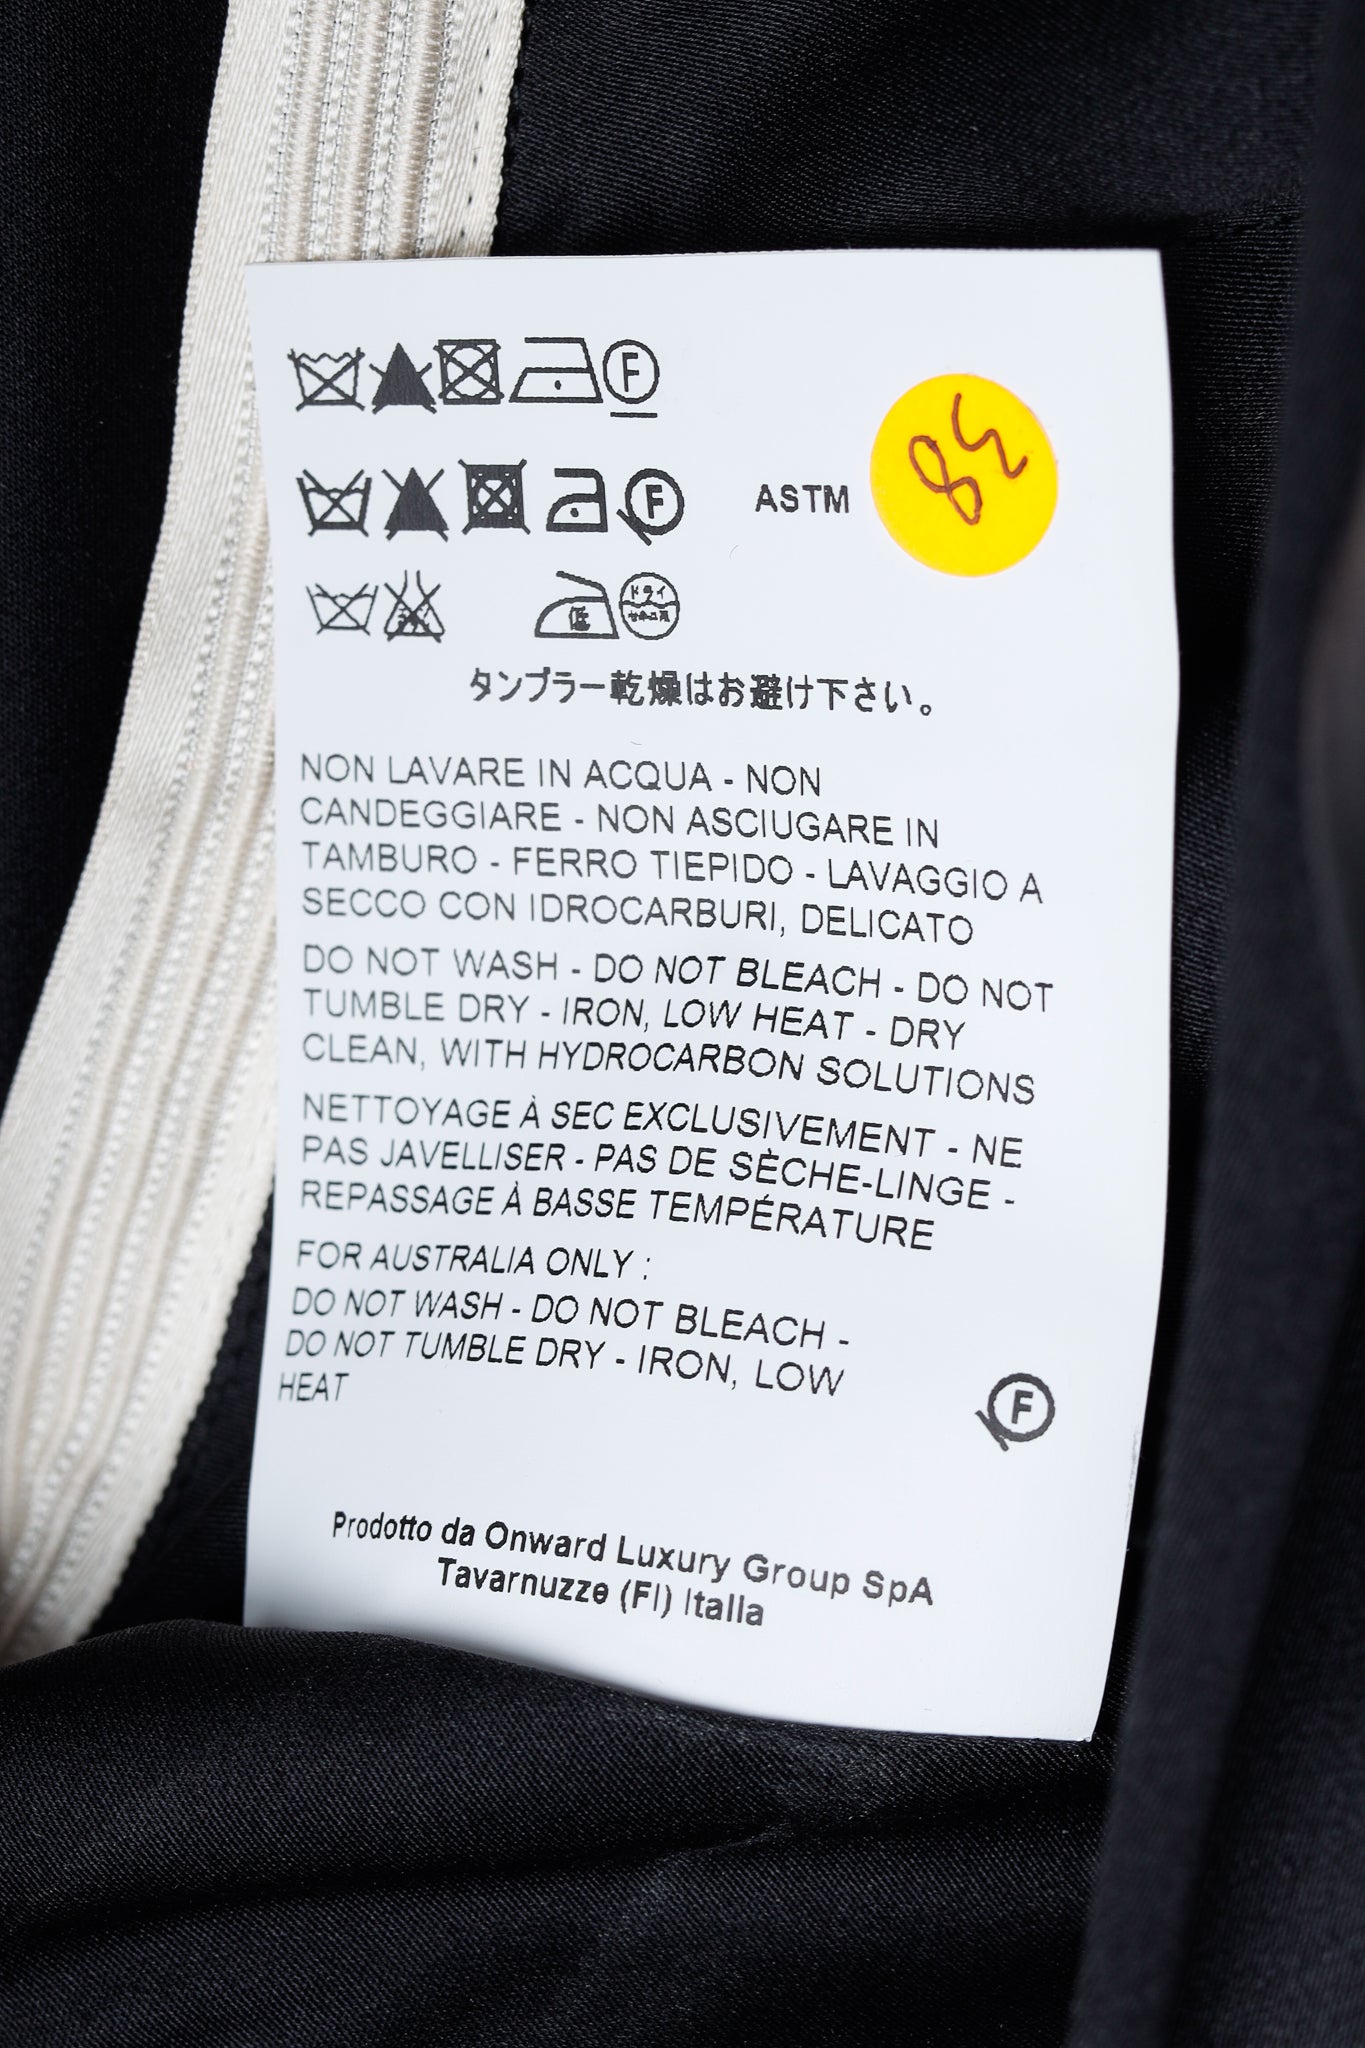 F
F
ASTM
低
ドライ
タンブラー乾燥はお避け下さい。
NON LAVARE IN ACQUA - NON
CANDEGGIARE - NON ASCIUGARE IN
TAMBURO - FERRO TIEPIDO - LAVAGGIO A
SECCO CON IDROCARBURI, DELICATO
DO NOT WASH - DO NOT BLEACH - DO NOT
TUMBLE DRY - IRON, LOW HEAT - DRY
CLEAN, WITH HYDROCARBON SOLUTIONS
NETTOYAGE À SEC EXCLUSIVEMENT - NE
PAS JAVELLISER - PAS DE SÈCHE-LINGE -
REPASSAGE À BASSE TEMPÉRATURE
FOR AUSTRALIA ONLY :
DO NOT WASH - DO NOT BLEACH -
DO NOT TUMBLE DRY - IRON, LOW
HEAT
F
Prodotto da Onward Luxury Group SpA
Tavarnuzze (FI) Italia